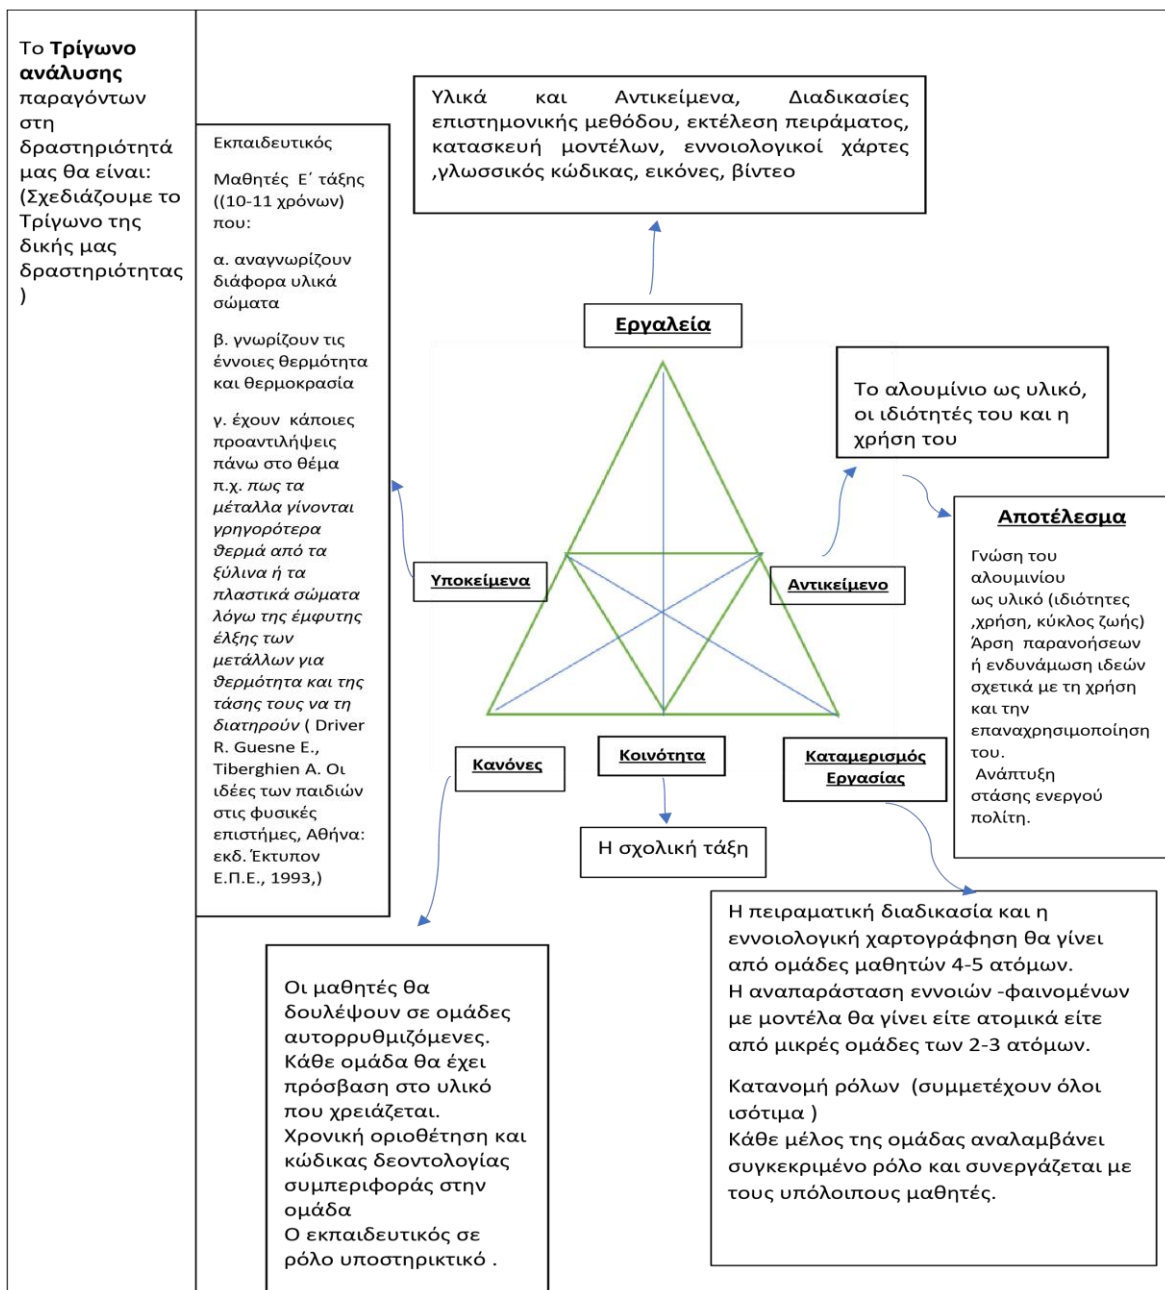 Το Τρίγωνο
ανάλυσης
παραγόντων
στη
δραστηριότητά
μας θα είναι:
(Σχεδιάζουμε το
Τρίγωνο της
δικής μας
δραστηριότητας
)
Υλικά και Αντικείμενα, Διαδικασίες
επιστημονικής μεθόδου, εκτέλεση πειράματος,
κατασκευή μοντέλων, εννοιολογικοί χάρτες
,γλωσσικός κώδικας, εικόνες, βίντεο
Εκπαιδευτικός
Μαθητές Ε΄ τάξης
((10-11 χρόνων)
που:
α. αναγνωρίζουν
διάφορα υλικά
σώματα
β. γνωρίζουν τις
έννοιες θερμότητα
και θερμοκρασία
γ. έχουν κάποιες
προαντιλήψεις
πάνω στο θέμα
π.χ. πως τα
μέταλλα γίνονται
γρηγορότερα
θερμά από τα
ξύλινα ή τα
πλαστικά σώματα
λόγω της έμφυτης
έλξης των
μετάλλων για
θερμότητα και της
τάσης τους να τη
διατηρούν ( Driver
R. Guesne E.,
Tiberghien A. Οι
ιδέες των παιδιών
στις φυσικές
επιστήμες, Αθήνα:
εκδ. Έκτυπον
Ε.Π.Ε., 1993,)
Εργαλεία
Το αλουμίνιο ως υλικό,
οι ιδιότητές του και η
χρήση του
Αποτέλεσμα
Γνώση του
αλουμινίου
ως υλικό (ιδιότητες
,χρήση, κύκλος ζωής)
Άρση παρανοήσεων
ή ενδυνάμωση ιδεών
σχετικά με τη χρήση
και την
επαναχρησιμοποίηση
του.
Ανάπτυξη
στάσης ενεργού
πολίτη.
Υποκείμενα
Αντικείμενο
Κανόνες
Κοινότητα
Καταμερισμός
Εργασίας
Η σχολική τάξη
Οι μαθητές θα
δουλέψουν σε ομάδες
αυτορρυθμιζόμενες.
Κάθε ομάδα θα έχει
πρόσβαση στο υλικό
που χρειάζεται.
Χρονική οριοθέτηση και
κώδικας δεοντολογίας
συμπεριφοράς στην
ομάδα
Ο εκπαιδευτικός σε
ρόλο υποστηρικτικό .
Η πειραματική διαδικασία και η
εννοιολογική χαρτογράφηση θα γίνει
από ομάδες μαθητών 4-5 ατόμων.
Η αναπαράσταση εννοιών -φαινομένων
με μοντέλα θα γίνει είτε ατομικά είτε
από μικρές ομάδες των 2-3 ατόμων.
Κατανομή ρόλων (συμμετέχουν όλοι
ισότιμα )
Κάθε μέλος της ομάδας αναλαμβάνει
συγκεκριμένο ρόλο και συνεργάζεται με
τους υπόλοιπους μαθητές.